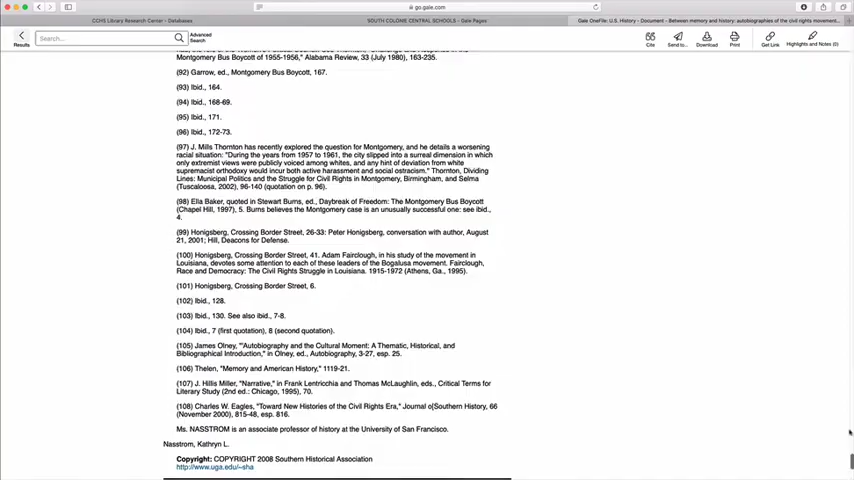 go.gale.com
CCHS Library Research Center - Databases
SOUTH COLONIE CENTRAL SCHOOLS - Gale Pages
Gale OneFile: U.S. History - Document - Between memory and history: autobiographies of the civil rights movement...
Results
Search...
Advanced
Search
Cite
Send to...
Download
Print
Get Link
Highlights and Notes (0)
Montgomery Bus Boycott of 1955-1956," Alabama Review, 33 (July 1980), 163-235.
(92) Garrow, ed., Montgomery Bus Boycott, 167.
(93) Ibid., 164.
(94) Ibid., 168-69.
(95) Ibid., 171.
(96) Ibid., 172-73.
(97) J. Mills Thornton has recently explored the question for Montgomery, and he details a worsening
racial situation: "During the years from 1957 to 1961, the city slipped into a surreal dimension in which
only extremist views were publicly voiced among whites, and any hint of deviation from white
supremacist orthodoxy would incur both active harassment and social ostracism." Thornton, Dividing
Lines: Municipal Politics and the Struggle for Civil Rights in Montgomery, Birmingham, and Selma
(Tuscaloosa, 2002), 96-140 (quotation on p. 96).
(98) Ella Baker, quoted in Stewart Burns, ed., Daybreak of Freedom: The Montgomery Bus Boycott
(Chapel Hill, 1997), 5. Burns believes the Montgomery case is an unusually successful one: see ibid.,
4.
(99) Honigsberg, Crossing Border Street, 26-33: Peter Honigsberg, conversation with author, August
21, 2001; Hill, Deacons for Defense.
(100) Honigsberg, Crossing Border Street, 41. Adam Fairclough, in his study of the movement in
Louisiana, devotes some attention to each of these leaders of the Bogalusa movement. Fairclough,
Race and Democracy: The Civil Rights Struggle in Louisiana. 1915-1972 (Athens, Ga., 1995).
(101) Honigsberg, Crossing Border Street, 6.
(102) Ibid., 128.
(103) Ibid., 130. See also ibid., 7-8.
(104) Ibid., 7 (first quotation), 8 (second quotation).
(105) James Olney, "'Autobiography and the Cultural Moment: A Thematic, Historical, and
Bibliographical Introduction," in Olney, ed., Autobiography, 3-27, esp. 25.
(106) Thelen, "Memory and American History," 1119-21.
(107) J. Hillis Miller, "Narrative," in Frank Lentricchia and Thomas McLaughlin, eds., Critical Terms for
Literary Study (2nd ed.: Chicago, 1995), 70.
(108) Charles W. Eagles, "Toward New Histories of the Civil Rights Era," Journal o[Southern History, 66
(November 2000), 815-48, esp. 816.
Ms. NASSTROM is an associate professor of history at the University of San Francisco.
Nasstrom, Kathryn L.
Copyright: COPYRIGHT 2008 Southern Historical Association
http://www.uga.edu/~sha